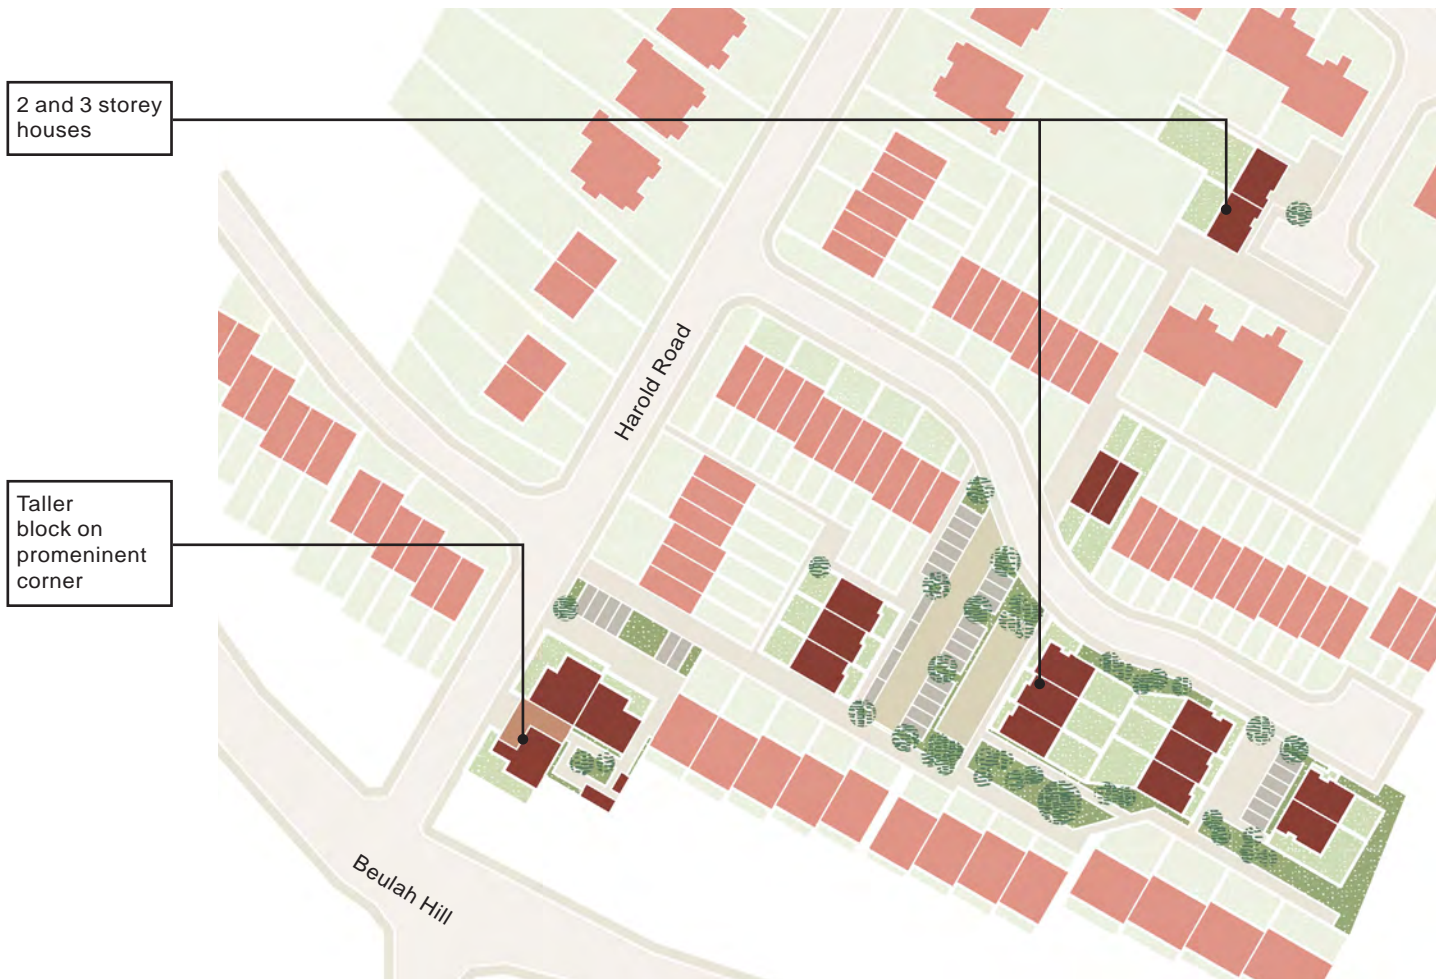 2 and 3 storey
houses
Harold Road
Taller
block on
promeninent
corner
Beulah Hill